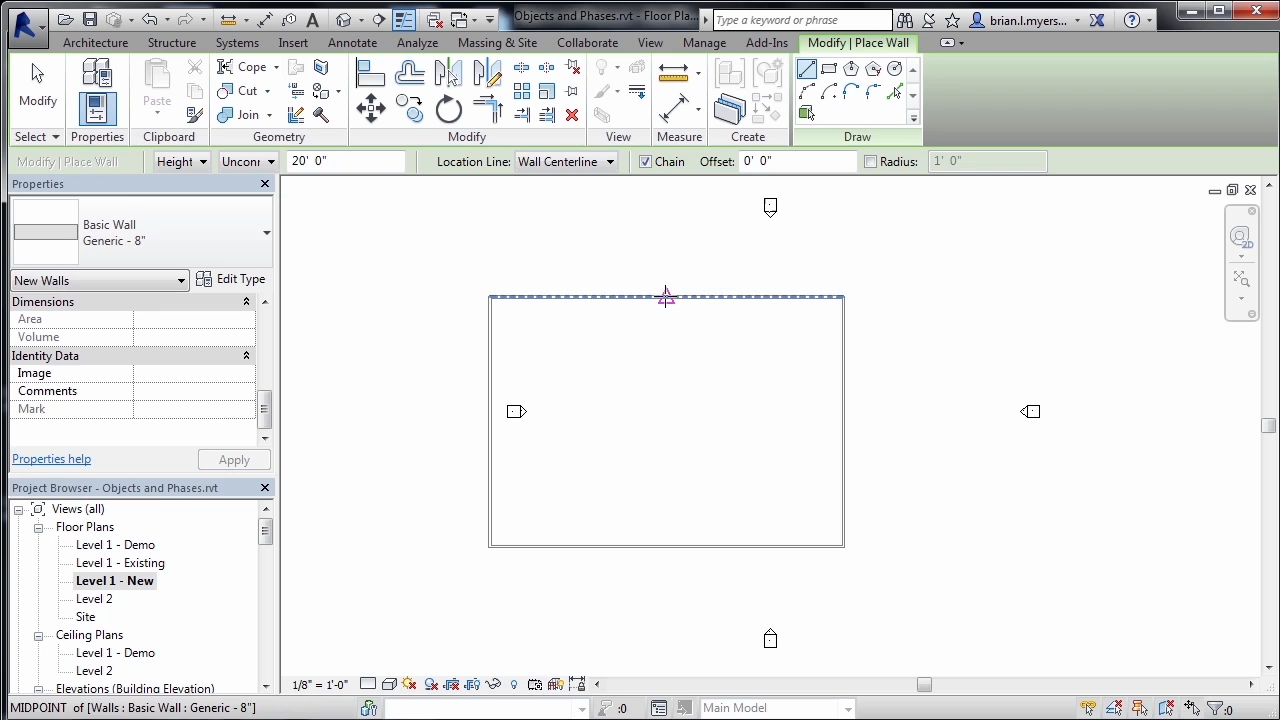 Objects and Phases.rvt - Floor Pla...
Type a keyword or phrase
brian.l.myers...
Architecture Structure Systems Insert Annotate Analyze Massing & Site Collaborate View Manage Add-Ins Modify | Place Wall
Modify
Paste
Cope
Cut
Join
Select Properties Clipboard Geometry Modify View Measure Create Draw
Modify | Place Wall Height Unconr 20' 0" Location Line: Wall Centerline Chain Offset: 0' 0" Radius: 1' 0"
Properties
Basic Wall
Generic - 8"
New Walls Edit Type
Dimensions
Area
Volume
Identity Data
Image
Comments
Mark
Properties help Apply
2D
Project Browser - Objects and Phases.rvt
Views (all)
Floor Plans
Level 1 - Demo
Level 1 - Existing
Level 1 - New
Level 2
Site
Ceiling Plans
Level 1 - Demo
Level 2
Elevations (Building Elevation)
1/8" = 1'-0"
MIDPOINT of [Walls : Basic Wall : Generic - 8"] :0 Main Model :0